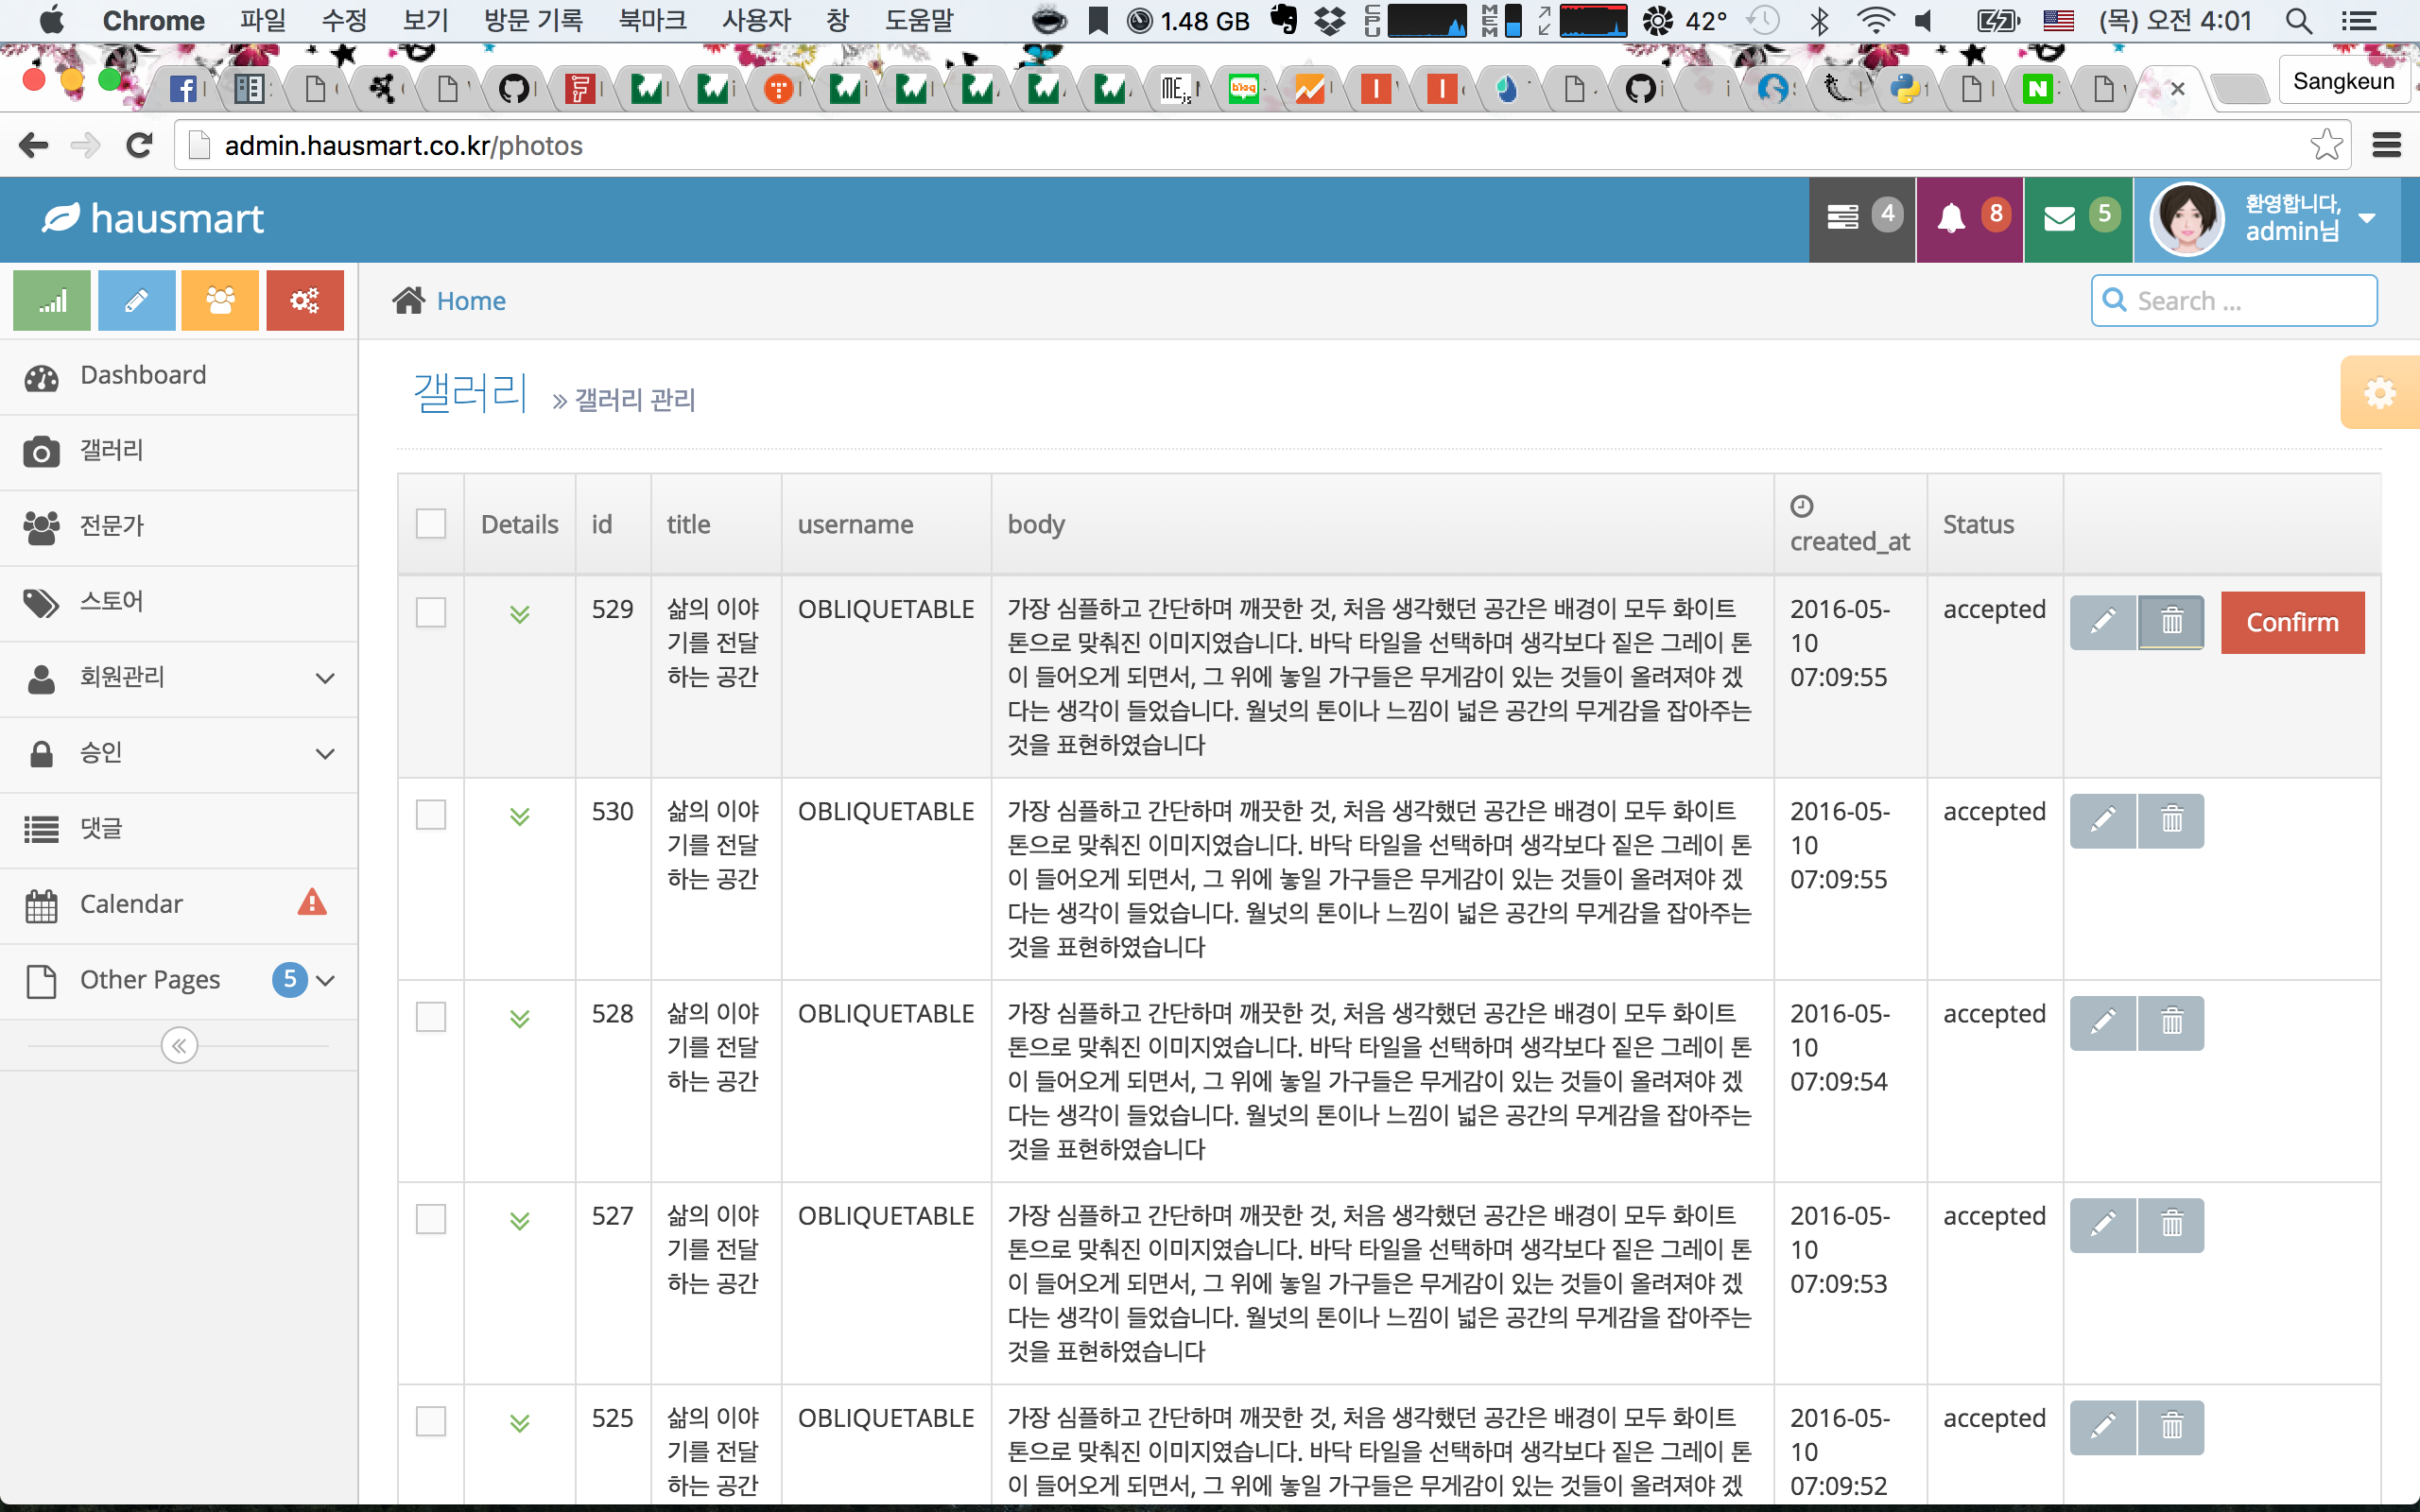 Chrome 파일 수정 보기 방문 기록 북마크 사용자 창 도움말 1.48 GB CPU MEM 42° (목) 오전 4:01
Sangkeun
admin.hausmart.co.kr/photos
hausmart 4 8 5 환영합니다,
admin님
Home Search ...
Dashboard
갤러리
전문가
스토어
회원관리
승인
댓글
Calendar
Other Pages 5
갤러리 » 갤러리 관리
Details id title username body created_at Status
529 삶의 이야 OBLIQUETABLE 가장 심플하고 간단하며 깨끗한 것, 처음 생각했던 공간은 배경이 모두 화이트 2016-05- accepted Confirm
기를 전달 톤으로 맞춰진 이미지였습니다. 바닥 타일을 선택하며 생각보다 짙은 그레이 톤 10
하는 공간 이 들어오게 되면서, 그 위에 놓일 가구들은 무게감이 있는 것들이 올려져야 겠 07:09:55
다는 생각이 들었습니다. 월넛의 톤이나 느낌이 넓은 공간의 무게감을 잡아주는
것을 표현하였습니다
530 삶의 이야 OBLIQUETABLE 가장 심플하고 간단하며 깨끗한 것, 처음 생각했던 공간은 배경이 모두 화이트 2016-05- accepted
기를 전달 톤으로 맞춰진 이미지였습니다. 바닥 타일을 선택하며 생각보다 짙은 그레이 톤 10
하는 공간 이 들어오게 되면서, 그 위에 놓일 가구들은 무게감이 있는 것들이 올려져야 겠 07:09:55
다는 생각이 들었습니다. 월넛의 톤이나 느낌이 넓은 공간의 무게감을 잡아주는
것을 표현하였습니다
528 삶의 이야 OBLIQUETABLE 가장 심플하고 간단하며 깨끗한 것, 처음 생각했던 공간은 배경이 모두 화이트 2016-05- accepted
기를 전달 톤으로 맞춰진 이미지였습니다. 바닥 타일을 선택하며 생각보다 짙은 그레이 톤 10
하는 공간 이 들어오게 되면서, 그 위에 놓일 가구들은 무게감이 있는 것들이 올려져야 겠 07:09:54
다는 생각이 들었습니다. 월넛의 톤이나 느낌이 넓은 공간의 무게감을 잡아주는
것을 표현하였습니다
527 삶의 이야 OBLIQUETABLE 가장 심플하고 간단하며 깨끗한 것, 처음 생각했던 공간은 배경이 모두 화이트 2016-05- accepted
기를 전달 톤으로 맞춰진 이미지였습니다. 바닥 타일을 선택하며 생각보다 짙은 그레이 톤 10
하는 공간 이 들어오게 되면서, 그 위에 놓일 가구들은 무게감이 있는 것들이 올려져야 겠 07:09:53
다는 생각이 들었습니다. 월넛의 톤이나 느낌이 넓은 공간의 무게감을 잡아주는
것을 표현하였습니다
525 삶의 이야 OBLIQUETABLE 가장 심플하고 간단하며 깨끗한 것, 처음 생각했던 공간은 배경이 모두 화이트 2016-05- accepted
기를 전달 톤으로 맞춰진 이미지였습니다. 바닥 타일을 선택하며 생각보다 짙은 그레이 톤 10
하는 공간 이 들어오게 되면서, 그 위에 놓일 가구들은 무게감이 있는 것들이 올려져야 겠 07:09:52